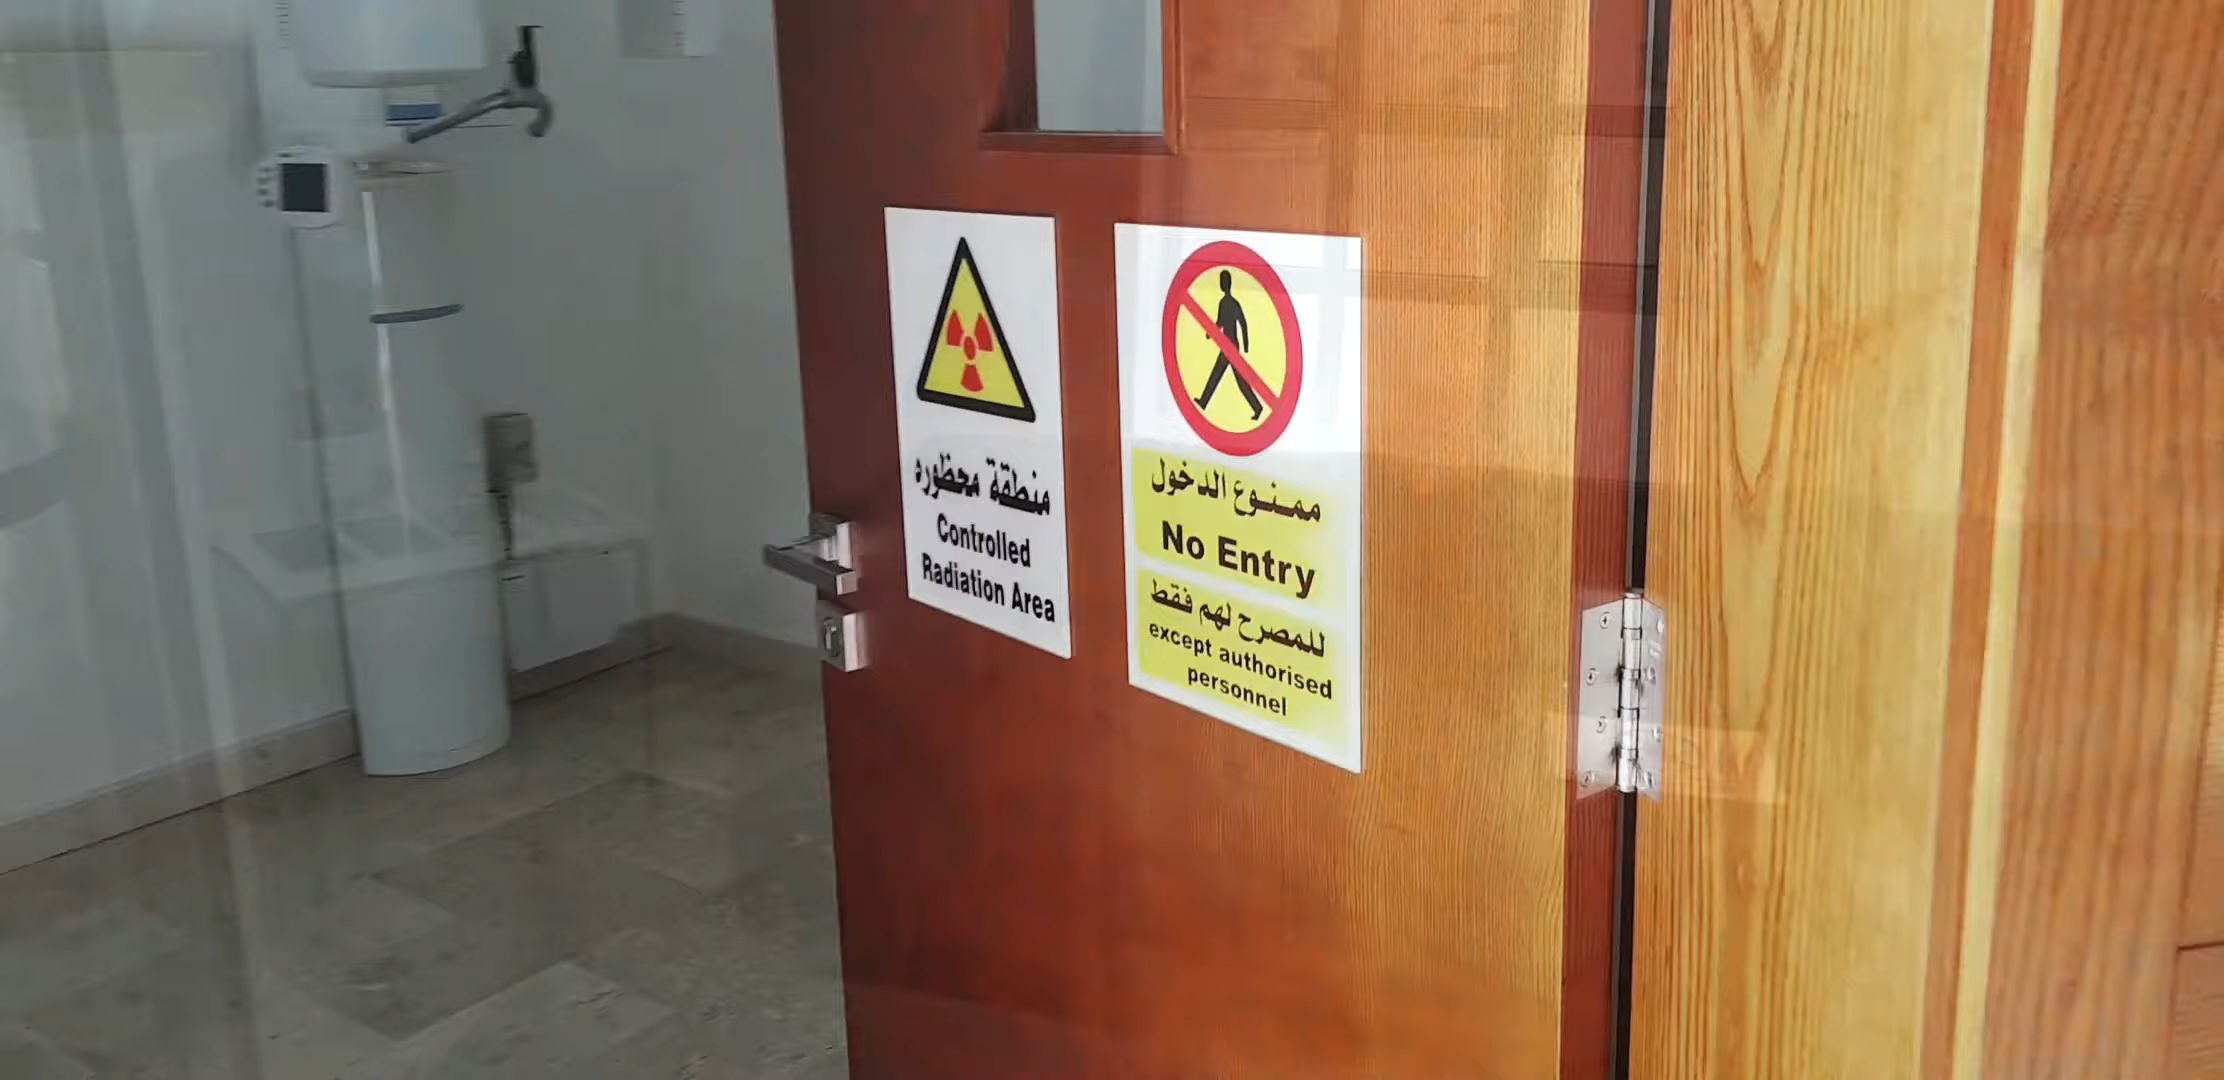 منطقة محظوره
Controlled
Radiation Area
ممنوع الدخول
No Entry
للمصرح لهم فقط
except authorised
personnel